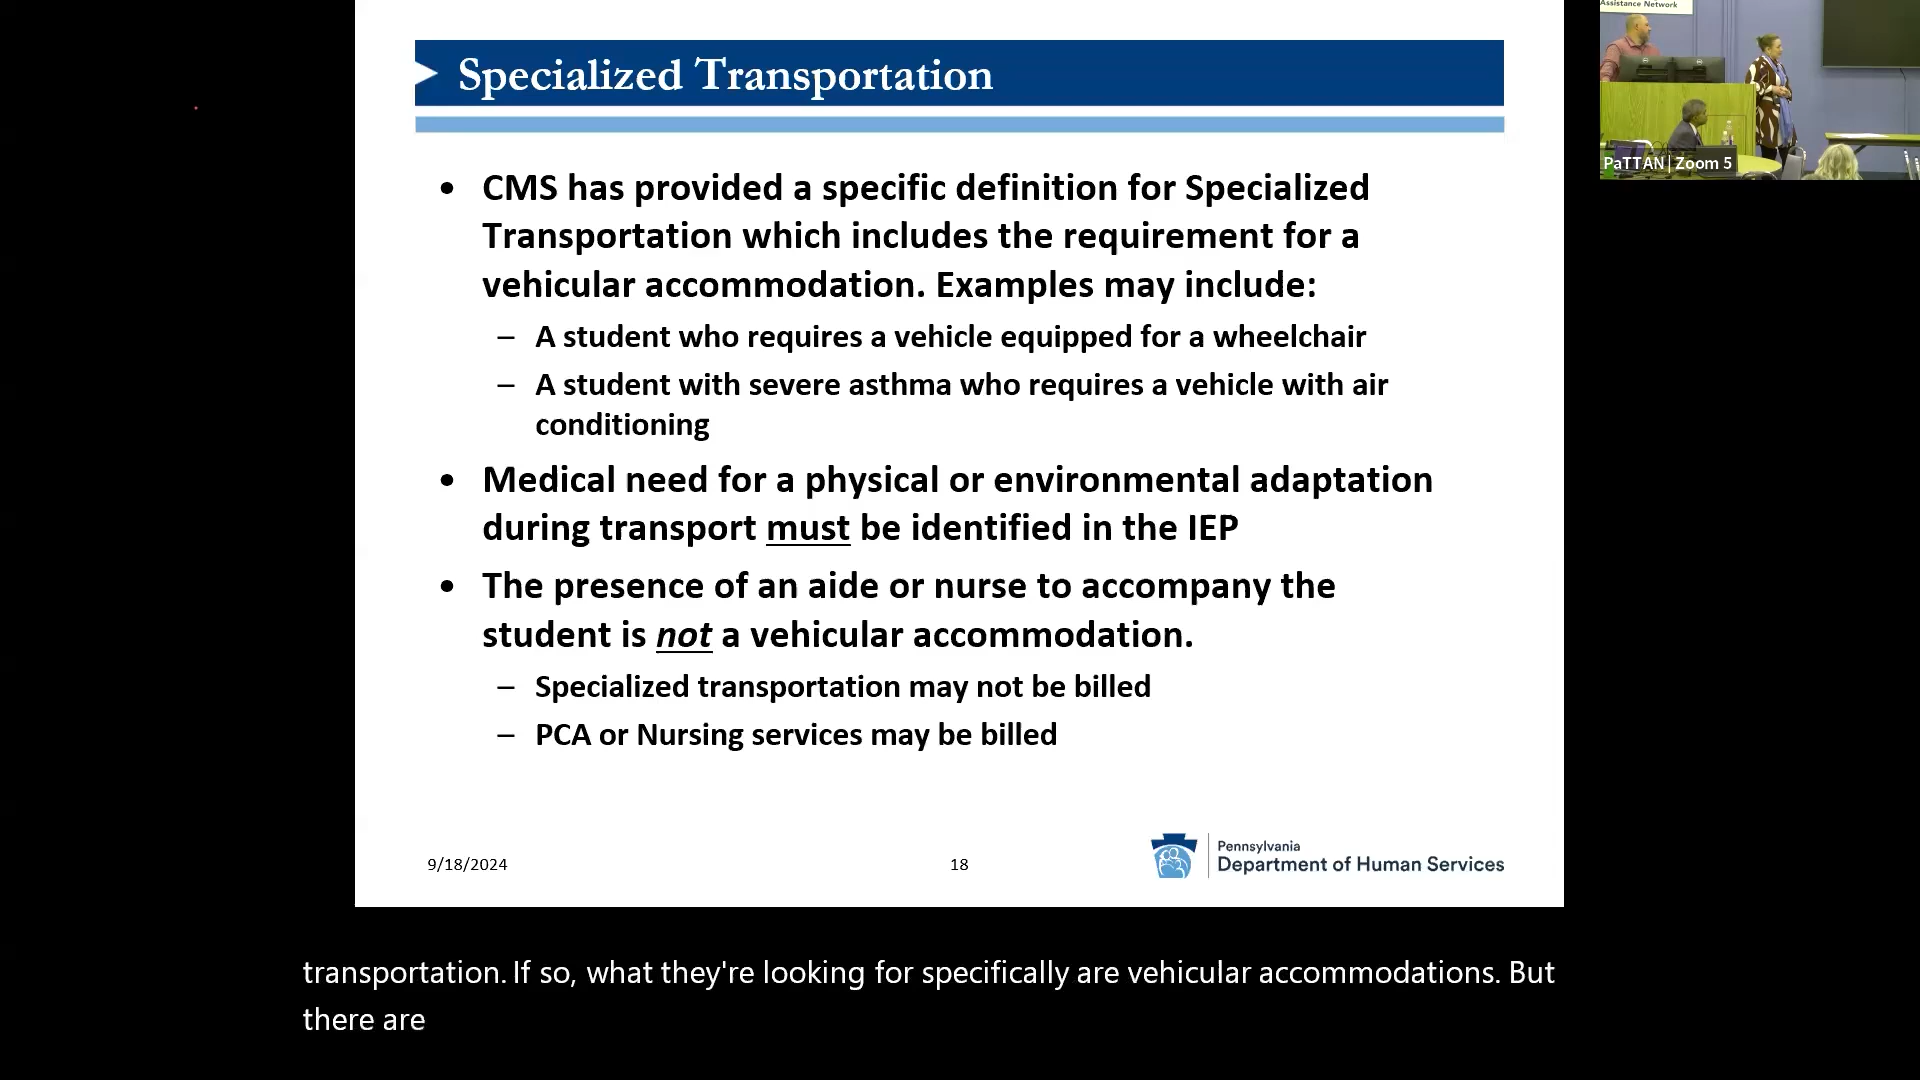 Assistance Network
Specialized Transportation
• CMS has provided a specific definition for Specialized
Transportation which includes the requirement for a
vehicular accommodation. Examples may include:
– A student who requires a vehicle equipped for a wheelchair
– A student with severe asthma who requires a vehicle with air
conditioning
• Medical need for a physical or environmental adaptation
during transport must be identified in the IEP
• The presence of an aide or nurse to accompany the
student is not a vehicular accommodation.
– Specialized transportation may not be billed
– PCA or Nursing services may be billed
PaTTAN | Zoom 5
9/18/2024
18
Pennsylvania
Department of Human Services
transportation. If so, what they're looking for specifically are vehicular accommodations. But
there are